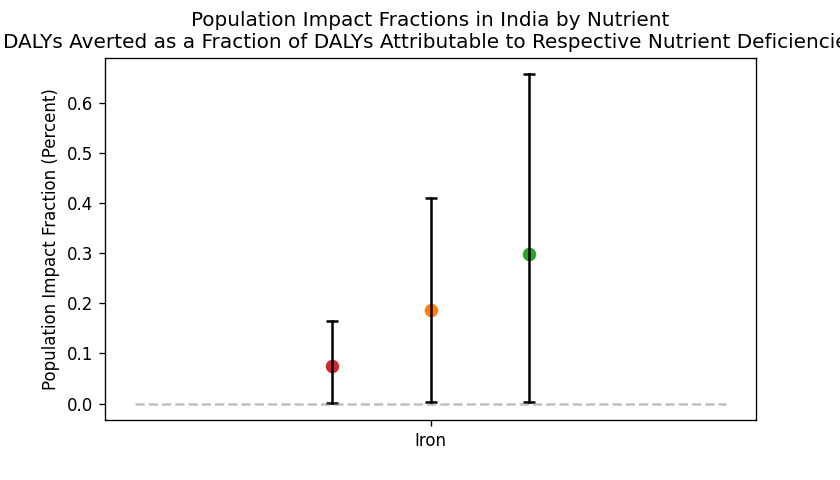 Population Impact Fractions in India by Nutrient
DALYs Averted as a Fraction of DALYs Attributable to Respective Nutrient Deficiencie
Population Impact Fraction (Percent)
0.6
0.5
0.4
0.3
0.2
0.1
0.0
Iron